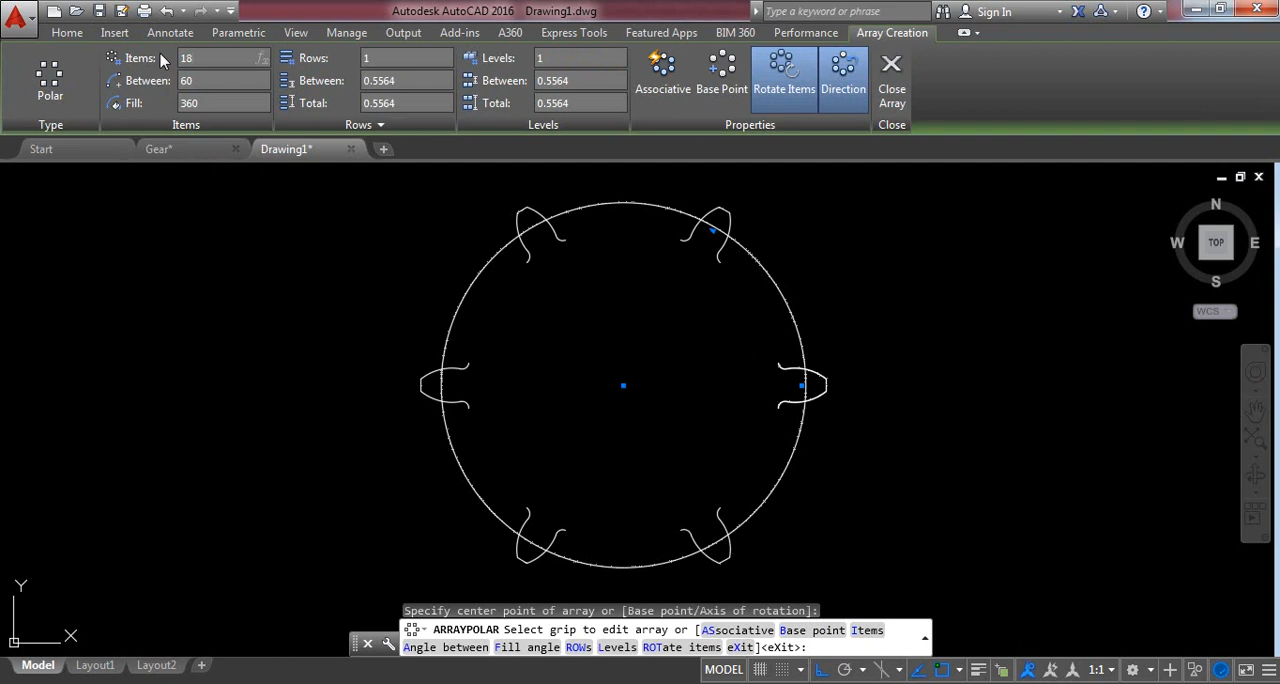 Autodesk AutoCAD 2016 Drawing1.dwg
Type a keyword or phrase
Sign In
Home Insert Annotate Parametric View Manage Output Add-ins A360 Express Tools Featured Apps BIM 360 Performance Array Creation
Items: 18 Rows: 1 Levels: 1
Between: 60 Between: 0.5564 Between: 0.5564
Fill: 360 Total: 0.5564 Total: 0.5564
Polar
Associative Base Point Rotate Items Direction Close
Array
Type Items Rows Levels Properties Close
Start Gear* Drawing1*
N
W TOP E
S
WCS
Y
X
Specify center point of array or [Base point/Axis of rotation]:
ARRAYPOLAR Select grip to edit array or [ASsociative Base point Items
Angle between Fill angle ROWs Levels ROTate items eXit]<eXit>:
Model Layout1 Layout2 +
MODEL 1:1